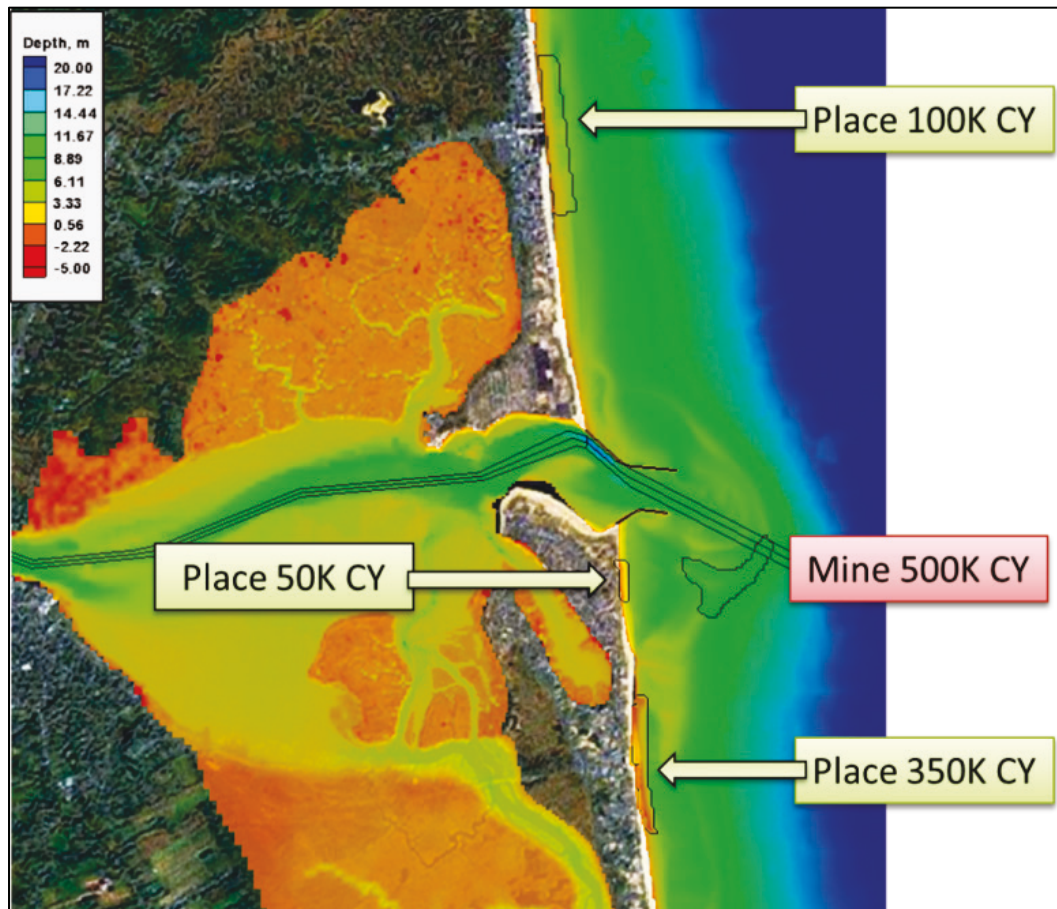 Depth, m
20.00
17.22
14.44
11.67
8.89
6.11
3.33
0.56
-2.22
-5.00
Place 100K CY
Place 50K CY
Mine 500K CY
Place 350K CY